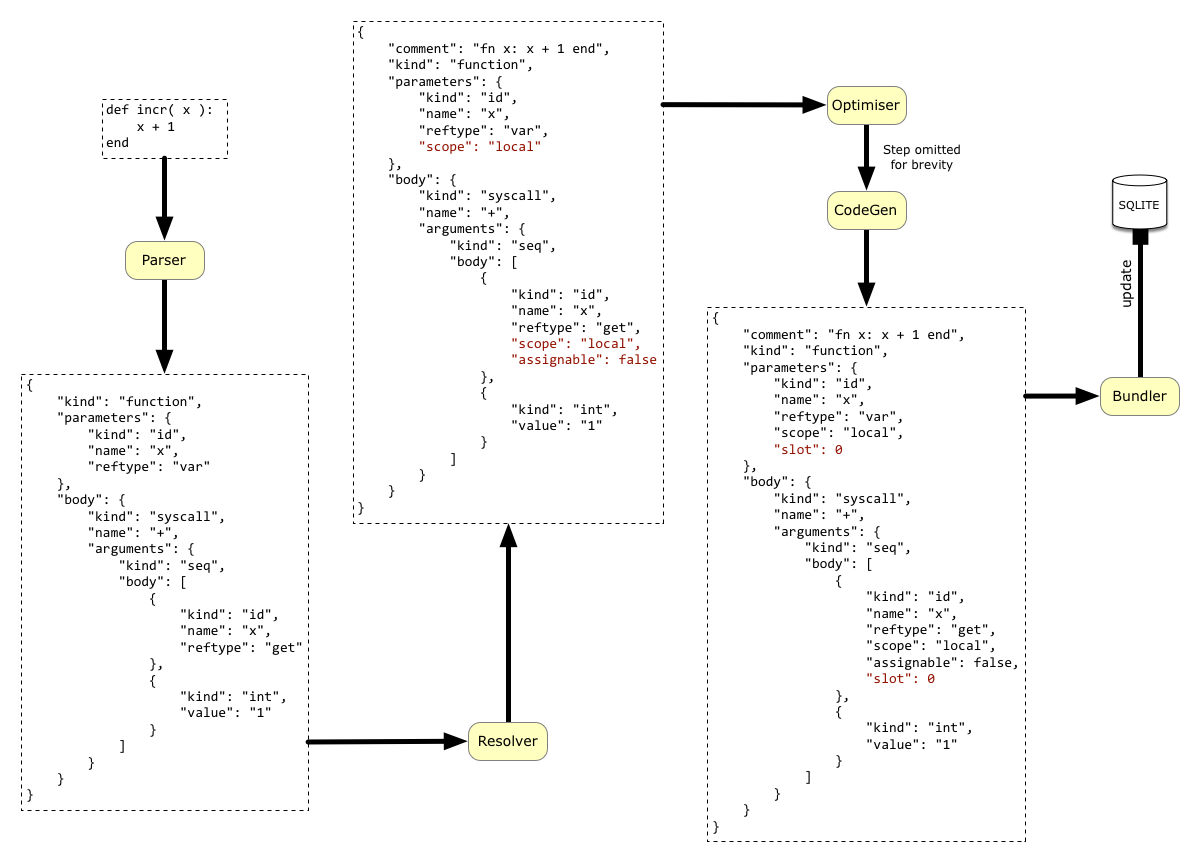 def incr( x ):
    x + 1
end
Parser
{
    "kind": "function",
    "parameters": {
        "kind": "id",
        "name": "x",
        "reftype": "var"
    },
    "body": {
        "kind": "syscall",
        "name": "+",
        "arguments": {
            "kind": "seq",
            "body": [
                {
                    "kind": "id",
                    "name": "x",
                    "reftype": "get"
                },
                {
                    "kind": "int",
                    "value": "1"
                }
            ]
        }
    }
}
Resolver
{
    "comment": "fn x: x + 1 end",
    "kind": "function",
    "parameters": {
        "kind": "id",
        "name": "x",
        "reftype": "var",
        "scope": "local"
    },
    "body": {
        "kind": "syscall",
        "name": "+",
        "arguments": {
            "kind": "seq",
            "body": [
                {
                    "kind": "id",
                    "name": "x",
                    "reftype": "get",
                    "scope": "local",
                    "assignable": false
                },
                {
                    "kind": "int",
                    "value": "1"
                }
            ]
        }
    }
}
Optimiser
Step omitted
for brevity
CodeGen
{
    "comment": "fn x: x + 1 end",
    "kind": "function",
    "parameters": {
        "kind": "id",
        "name": "x",
        "reftype": "var",
        "scope": "local",
        "slot": 0
    },
    "body": {
        "kind": "syscall",
        "name": "+",
        "arguments": {
            "kind": "seq",
            "body": [
                {
                    "kind": "id",
                    "name": "x",
                    "reftype": "get",
                    "scope": "local",
                    "assignable": false,
                    "slot": 0
                },
                {
                    "kind": "int",
                    "value": "1"
                }
            ]
        }
    }
}
Bundler
update
SQLITE